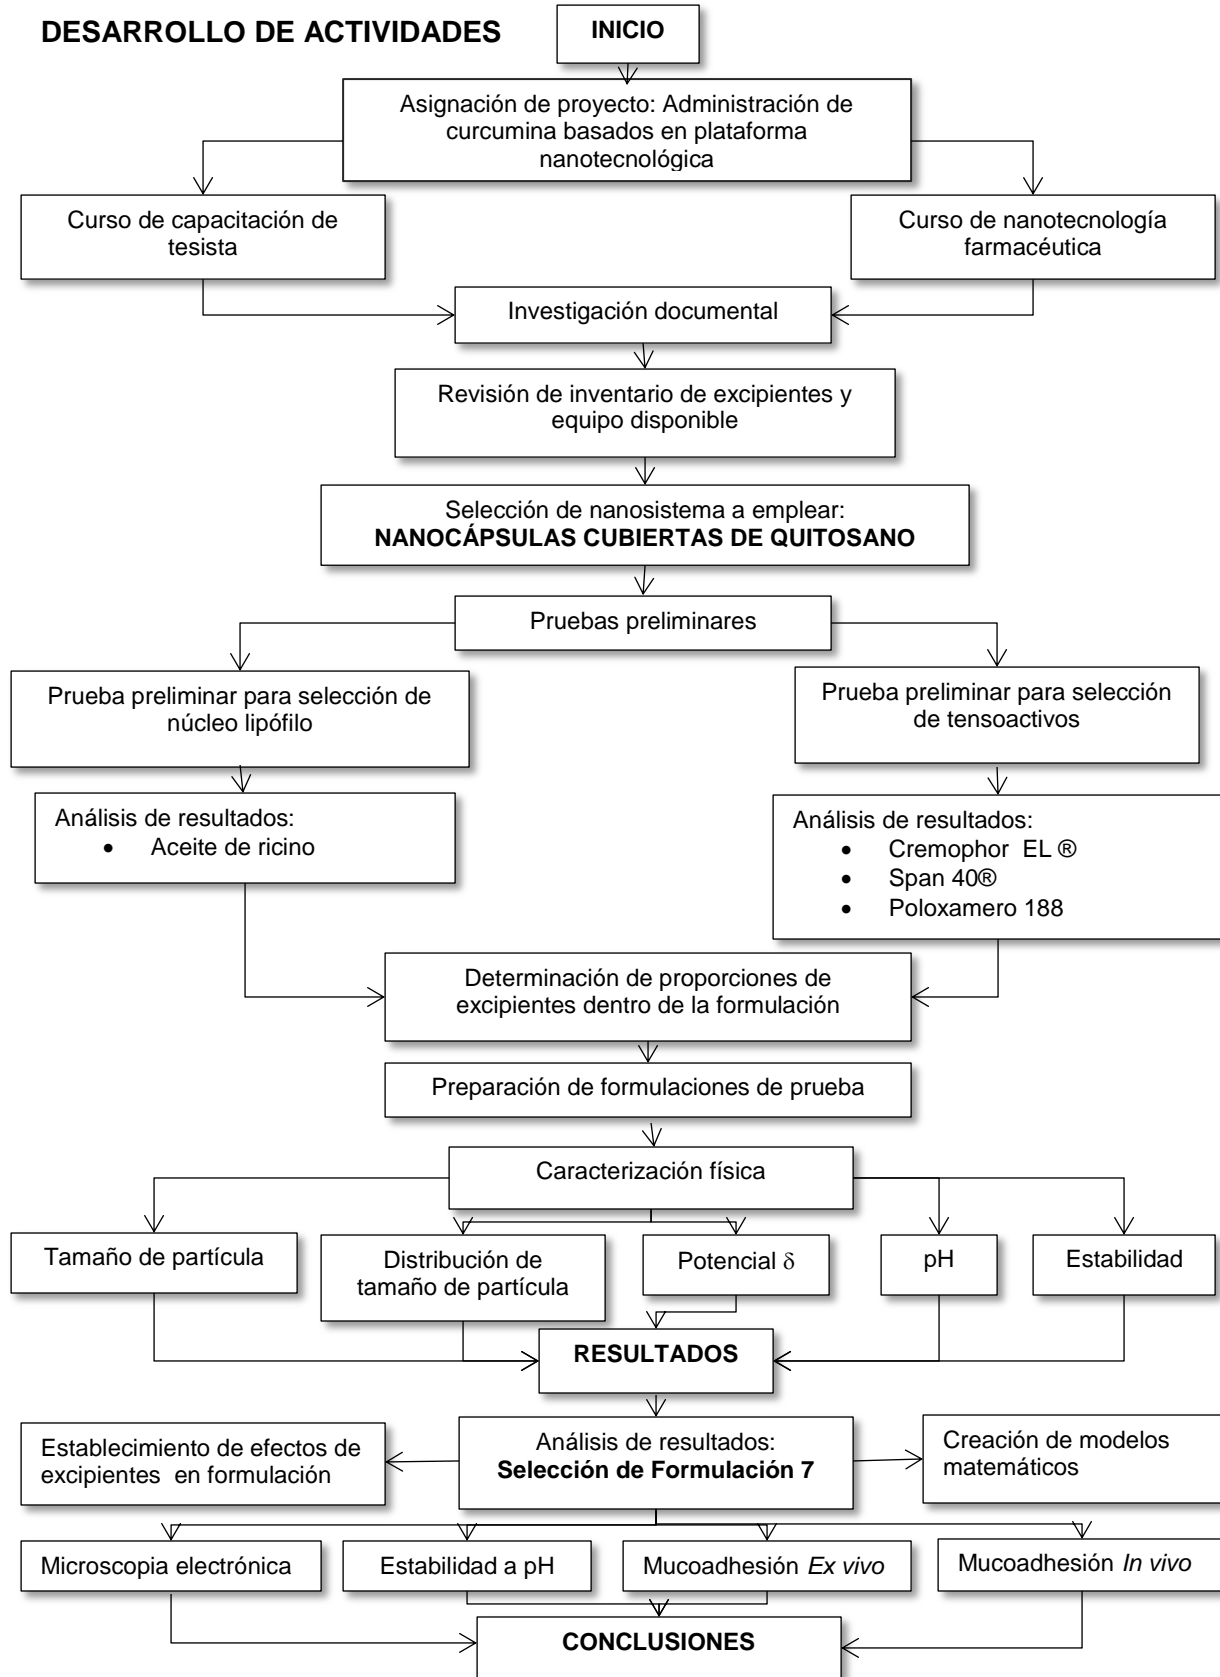 DESARROLLO DE ACTIVIDADES
INICIO
Asignación de proyecto: Administración de
curcumina basados en plataforma
nanotecnológica
Curso de capacitación de
tesista
Curso de nanotecnología
farmacéutica
Investigación documental
Revisión de inventario de excipientes y
equipo disponible
Selección de nanosistema a emplear:
NANOCÁPSULAS CUBIERTAS DE QUITOSANO
Pruebas preliminares
Prueba preliminar para selección de
núcleo lipófilo
Prueba preliminar para selección
de tensoactivos
Análisis de resultados:
• Aceite de ricino
Análisis de resultados:
• Cremophor EL ®
• Span 40®
• Poloxamero 188
Determinación de proporciones de
excipientes dentro de la formulación
Preparación de formulaciones de prueba
Caracterización física
Tamaño de partícula
Distribución de
tamaño de partícula
Potencial δ
pH
Estabilidad
RESULTADOS
Establecimiento de efectos de
excipientes en formulación
Análisis de resultados:
Selección de Formulación 7
Creación de modelos
matemáticos
Microscopia electrónica
Estabilidad a pH
Mucoadhesión Ex vivo
Mucoadhesión In vivo
CONCLUSIONES